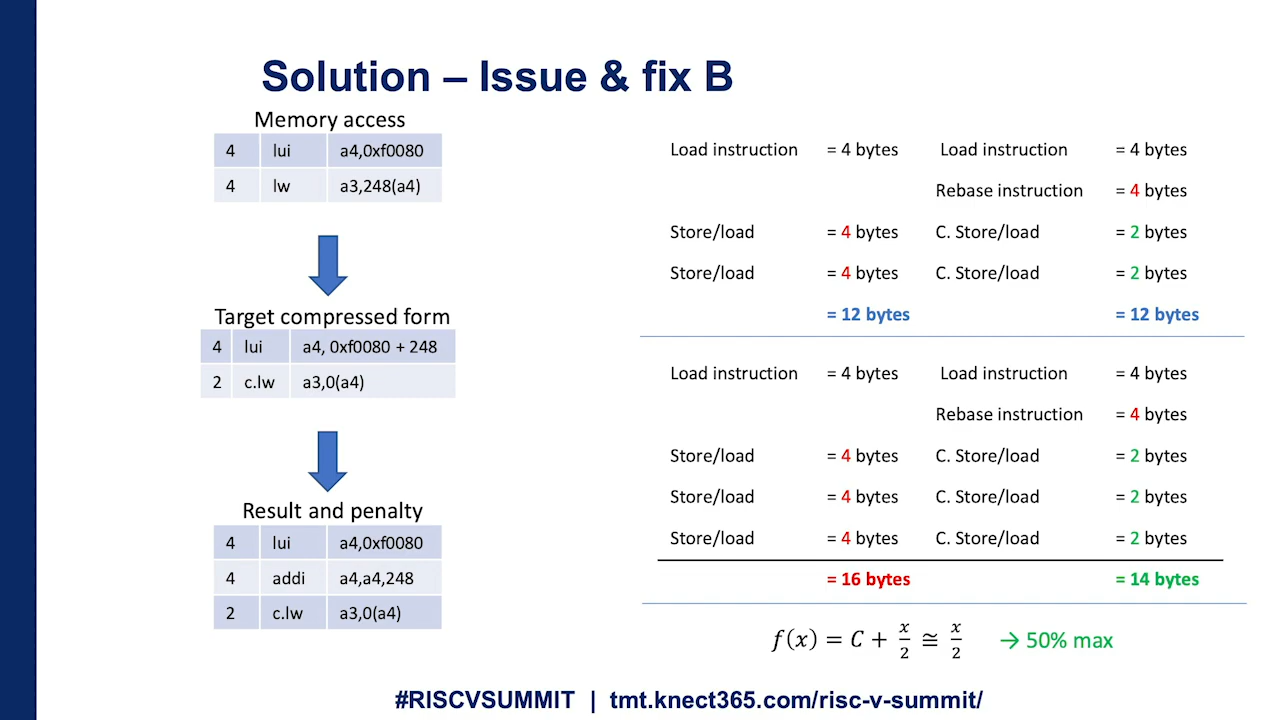 Solution – Issue & fix B
Memory access
4 lui a4,0xf0080
4 lw a3,248(a4)
Target compressed form
4 lui a4, 0xf0080 + 248
2 c.lw a3,0(a4)
Result and penalty
4 lui a4,0xf0080
4 addi a4,a4,248
2 c.lw a3,0(a4)
Load instruction = 4 bytes Load instruction = 4 bytes
Rebase instruction = 4 bytes
Store/load = 4 bytes C. Store/load = 2 bytes
Store/load = 4 bytes C. Store/load = 2 bytes
= 12 bytes = 12 bytes
Load instruction = 4 bytes Load instruction = 4 bytes
Rebase instruction = 4 bytes
Store/load = 4 bytes C. Store/load = 2 bytes
Store/load = 4 bytes C. Store/load = 2 bytes
Store/load = 4 bytes C. Store/load = 2 bytes
= 16 bytes = 14 bytes
f(x) = C + x/2 ≅ x/2 → 50% max
#RISCVSUMMIT | tmt.knect365.com/risc-v-summit/